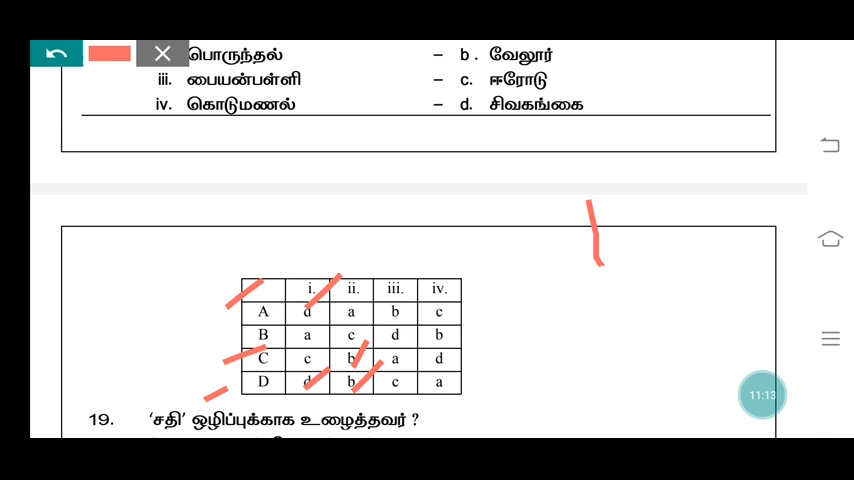 பொருந்தல் – b . வேலூர்
iii. பையன்பள்ளி – c. ஈரோடு
iv. கொடுமணல் – d. சிவகங்கை
i. ii. iii. iv.
A d a b c
B a c d b
C c b a d
D d b c a
11:13
19. ‘சதி’ ஒழிப்புக்காக உழைத்தவர் ?